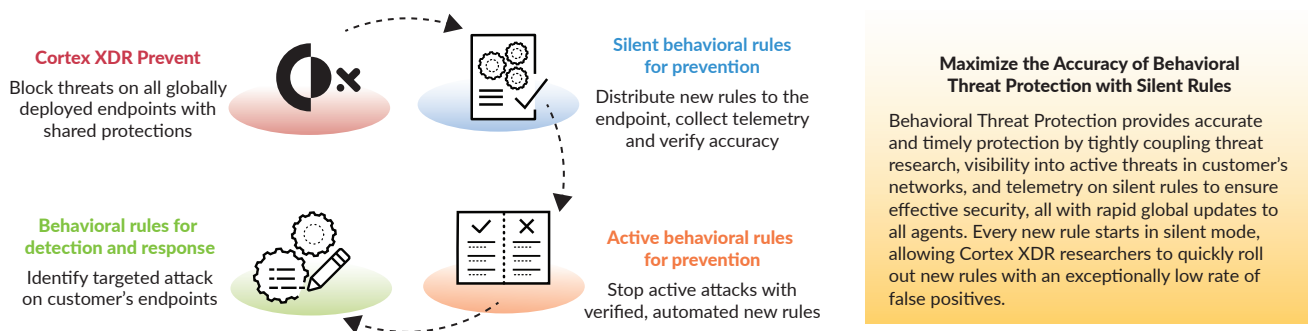 Cortex XDR Prevent
Block threats on all globally
deployed endpoints with
shared protections
Silent behavioral rules
for prevention
Distribute new rules to the
endpoint, collect telemetry
and verify accuracy
Behavioral rules for
detection and response
Identify targeted attack
on customer's endpoints
Active behavioral rules
for prevention
Stop active attacks with
verified, automated new rules
Maximize the Accuracy of Behavioral
Threat Protection with Silent Rules
Behavioral Threat Protection provides accurate
and timely protection by tightly coupling threat
research, visibility into active threats in customer's
networks, and telemetry on silent rules to ensure
effective security, all with rapid global updates to
all agents. Every new rule starts in silent mode,
allowing Cortex XDR researchers to quickly roll
out new rules with an exceptionally low rate of
false positives.